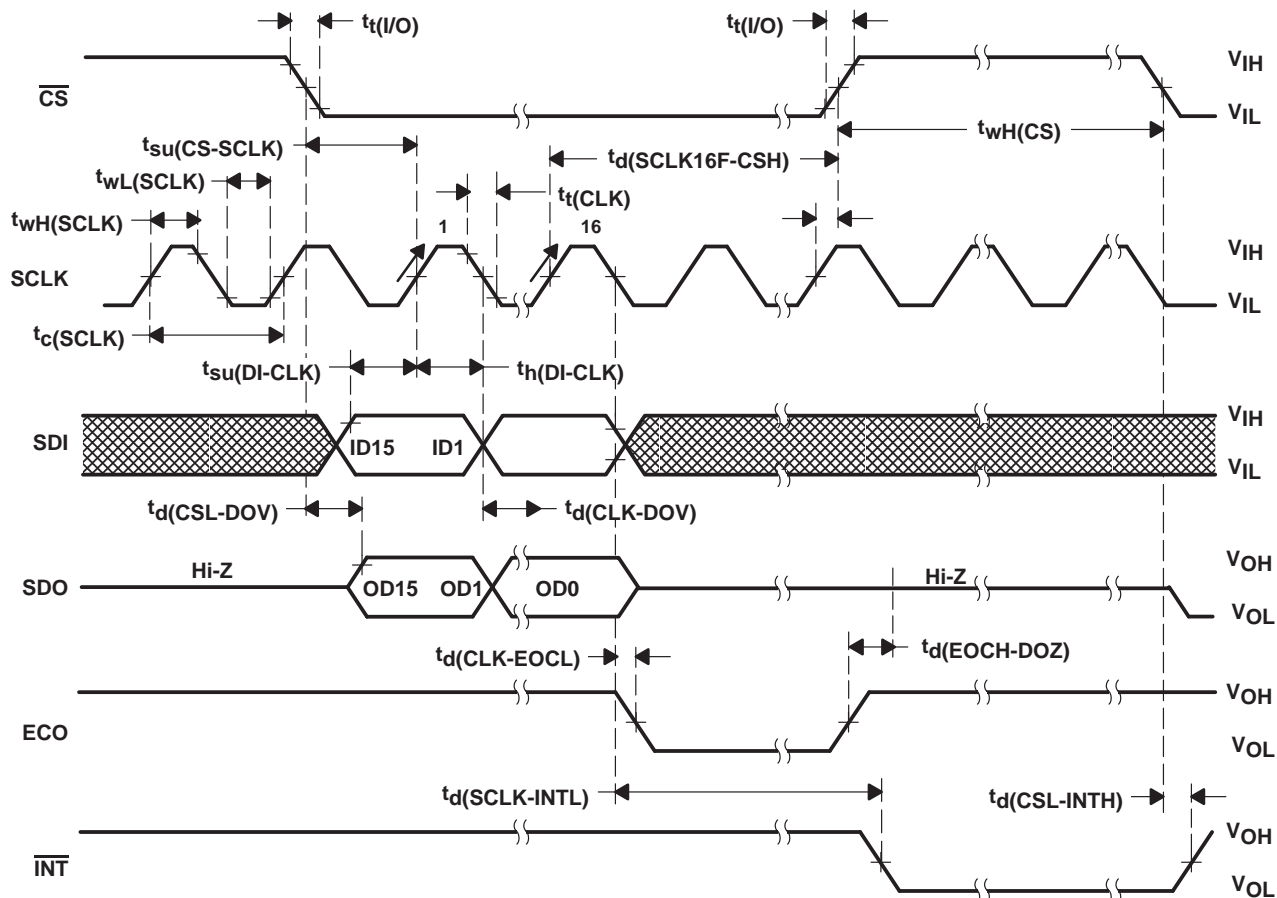 tt(I/O) tt(I/O)
VIH
CS
VIL
twH(CS)
tsu(CS-SCLK)
td(SCLK16F-CSH)
twL(SCLK)
tt(CLK)
twH(SCLK)
1 16
VIH
SCLK
VIL
tc(SCLK)
tsu(DI-CLK) th(DI-CLK)
VIH
SDI ID15 ID1
VIL
td(CSL-DOV) td(CLK-DOV)
VOH
Hi-Z Hi-Z
SDO OD15 OD1 OD0
VOL
td(CLK-EOCL) td(EOCH-DOZ)
VOH
ECO
VOL
td(SCLK-INTL) td(CSL-INTH)
VOH
INT
VOL